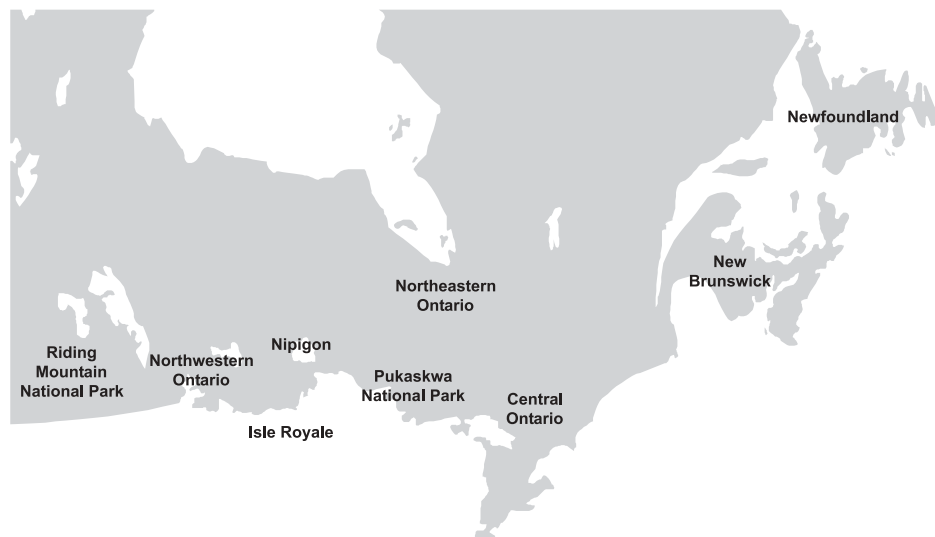 Newfoundland
New
Brunswick
Northeastern
Ontario
Nipigon
Riding
Mountain
National Park
Northwestern
Ontario
Pukaskwa
National Park
Central
Ontario
Isle Royale